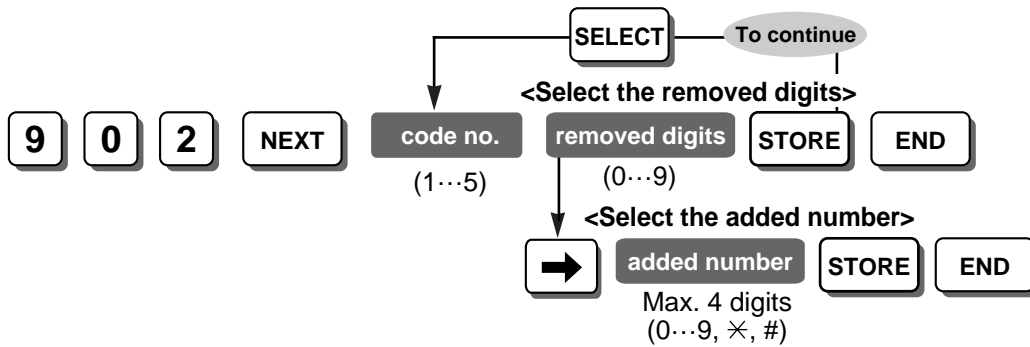 SELECT To continue
<Select the removed digits>
9 0 2 NEXT code no. removed digits STORE END
(1···5) (0···9)
<Select the added number>
➡ added number STORE END
Max. 4 digits
(0···9, ✳, #)